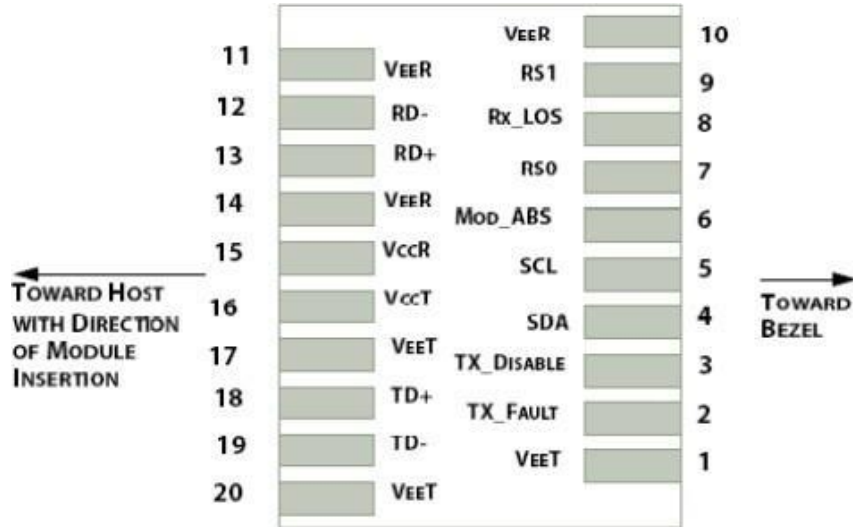 VEER 10
11 VEER
RS1 9
12 RD-
Rx_LOS 8
13 RD+
RS0 7
14 VEER
MOD_ABS 6
15 VCCR
SCL 5
TOWARD HOST
WITH DIRECTION
OF MODULE
INSERTION
TOWARD
BEZEL
16 VCCT
SDA 4
17 VEET
TX_DISABLE 3
18 TD+
TX_FAULT 2
19 TD-
VEET 1
20 VEET